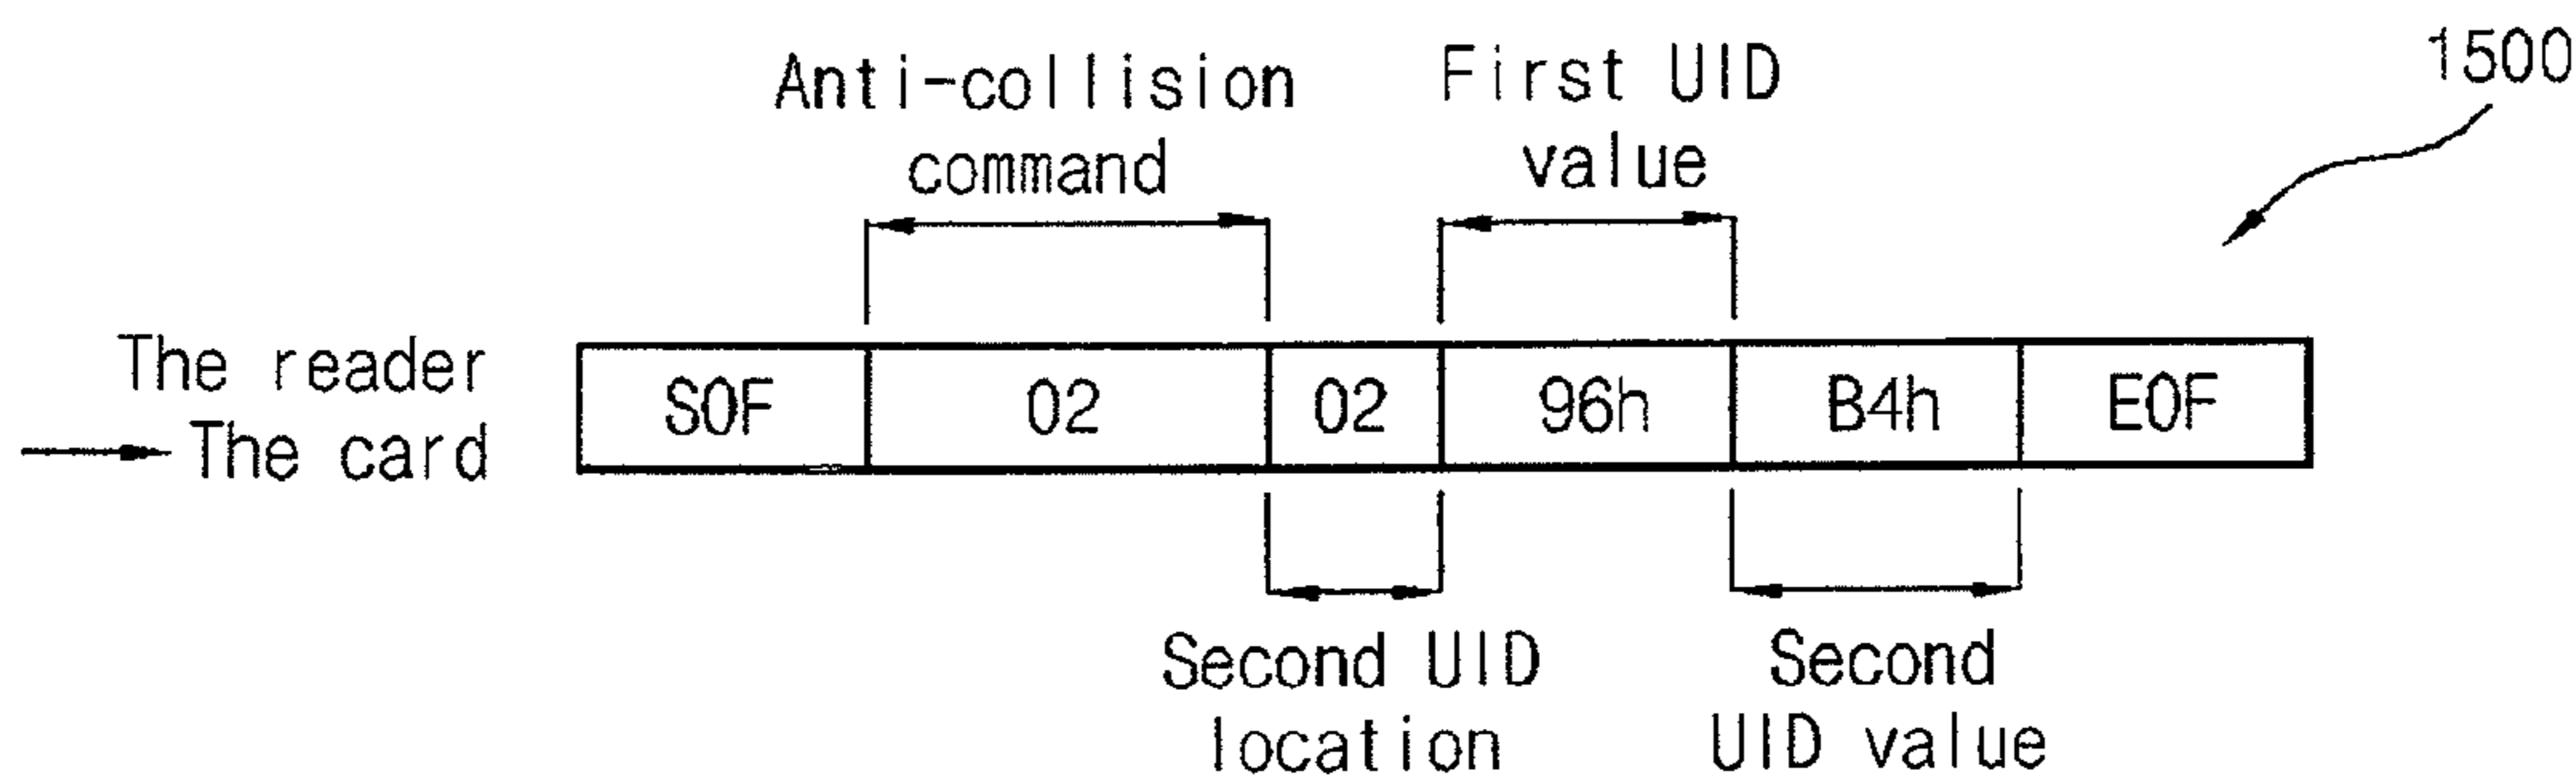 1500
Anti-collision
command
First UID
value
The reader
→ The card
SOF
02
02
96h
B4h
EOF
Second UID
location
Second
UID value